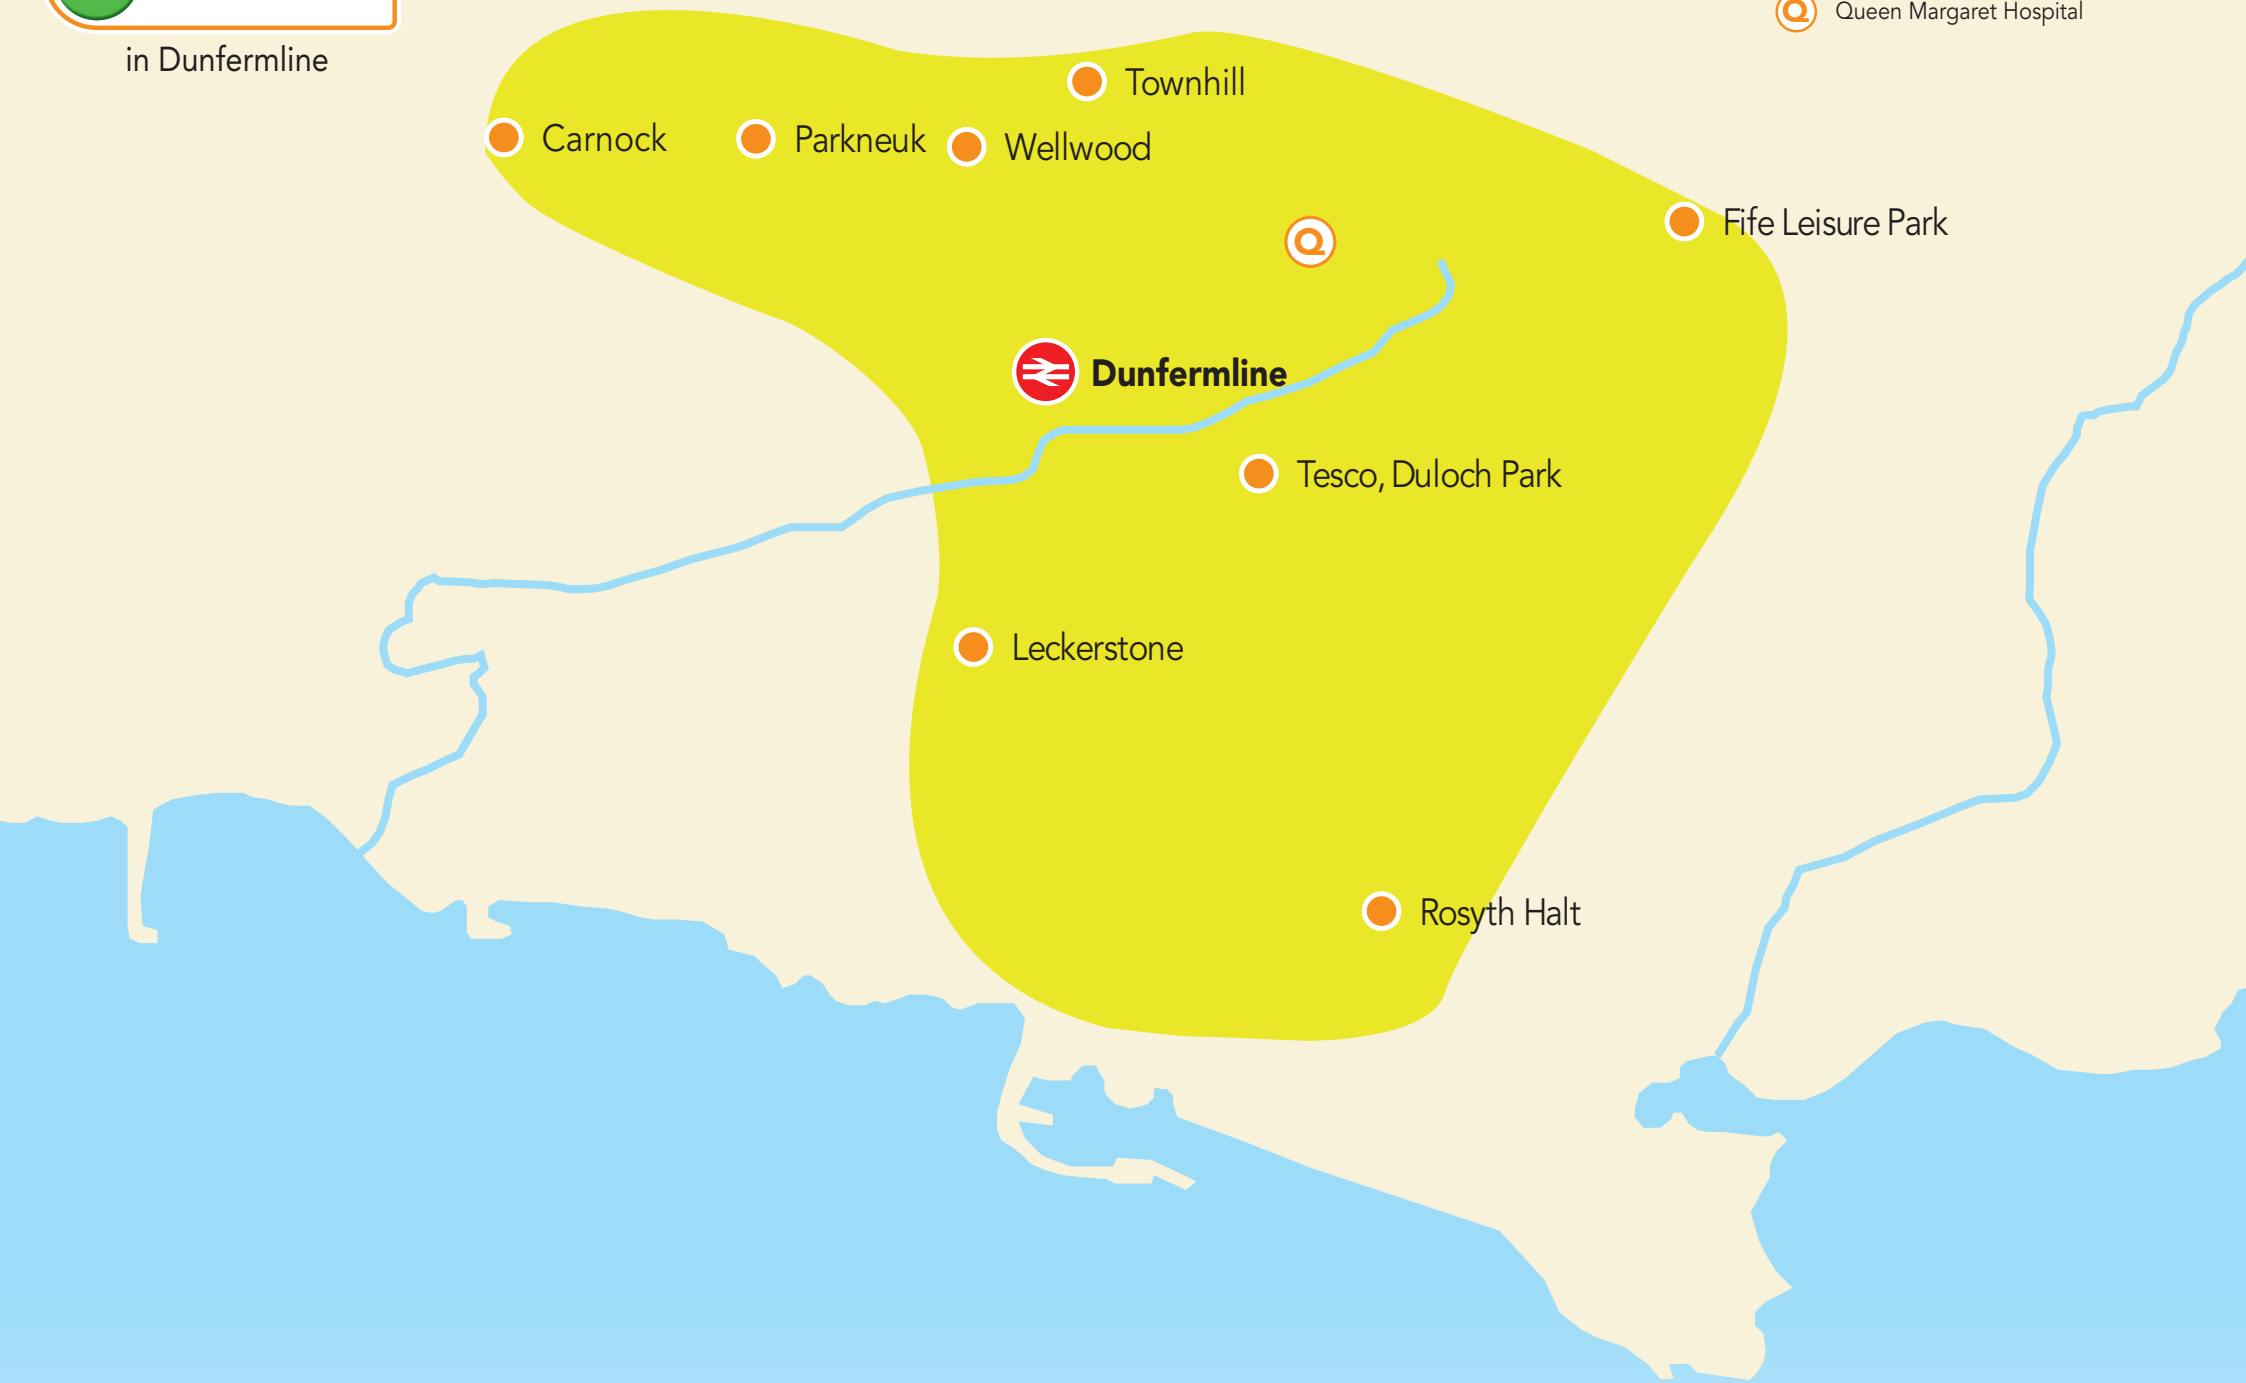 Queen Margaret Hospital
in Dunfermline
Townhill
Carnock
Parkneuk
Wellwood
Fife Leisure Park
Dunfermline
Tesco, Duloch Park
Leckerstone
Rosyth Halt